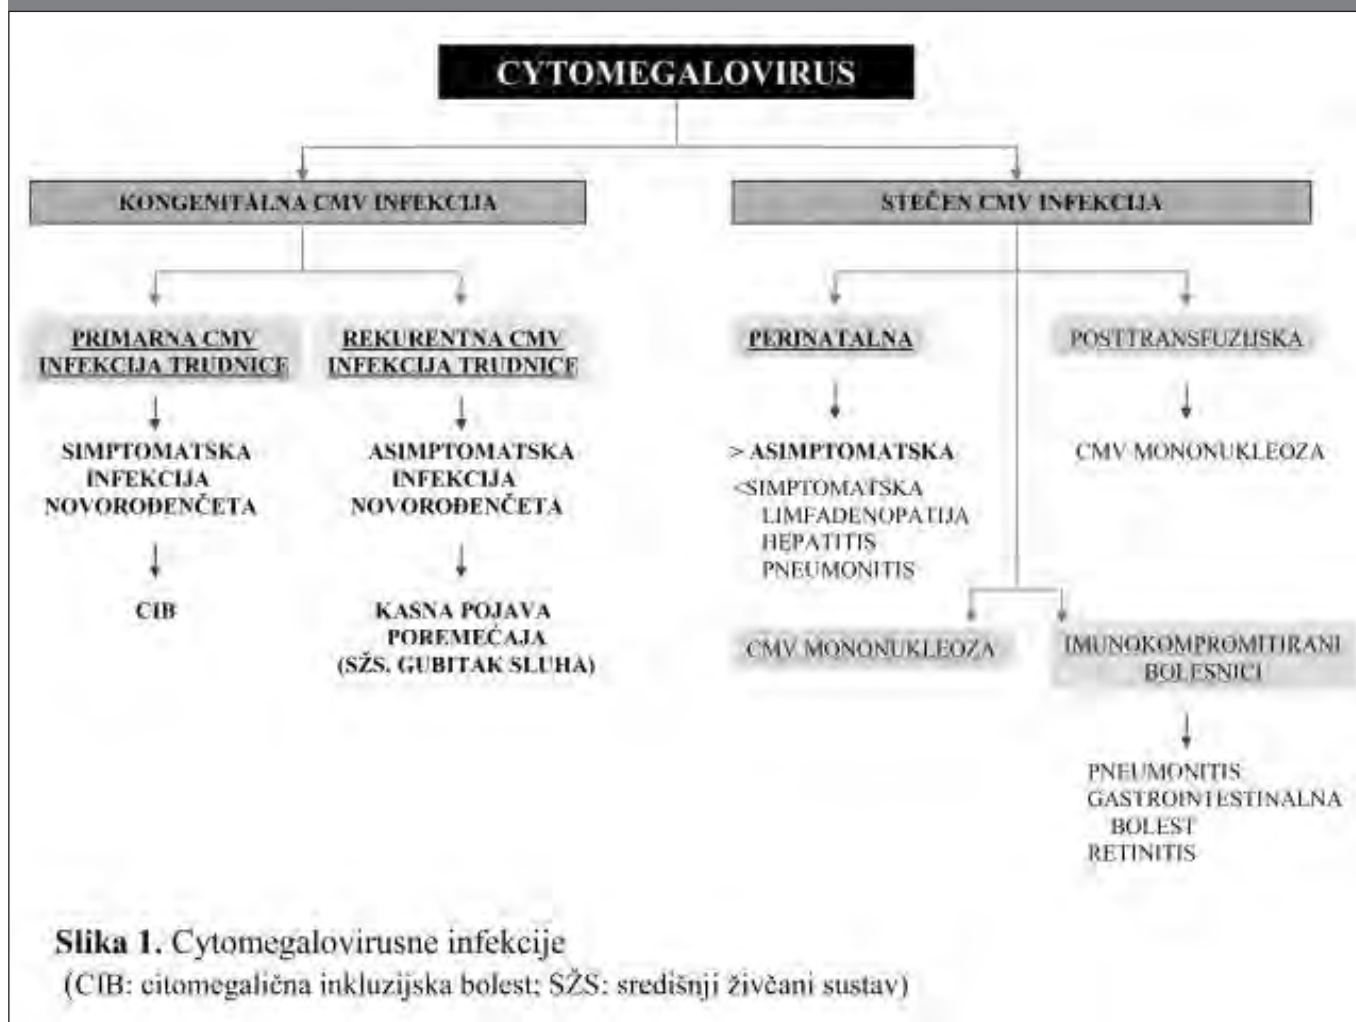 CYTOMEGALOVIRUS
KONGENITALNA CMV INFEKCIJA
STEČEN CMV INFEKCIJA
PRIMARNA CMV
INFEKCIJA TRUDNICE
REKURENTNA CMV
INFEKCIJA TRUDNICE
PERINATALNA
POSTTRANSFUZIJSKA
SIMPTOMATSKA
INFEKCIJA
NOVOROĐENČETA
ASIMPTOMATSKA
INFEKCIJA
NOVOROĐENČETA
> ASIMPTOMATSKA
<SIMPTOMATSKA
LIMFADENOPATIJA
HEPATITIS
PNEUMONITIS
CMV MONONUKLEOZA
CIB
KASNA POJAVA
POREMEĆAJA
(SŽS. GUBITAK SLUHA)
CMV MONONUKLEOZA
IMUNOKOMPROMITIRANI
BOLESNICI
PNEUMONITIS
GASTROINTESTINALNA
BOLEST
RETINITIS
Slika 1. Cytomegalovirusne infekcije
(CIB: citomegalična inkluzijska bolest; SŽS: središnji živčani sustav)